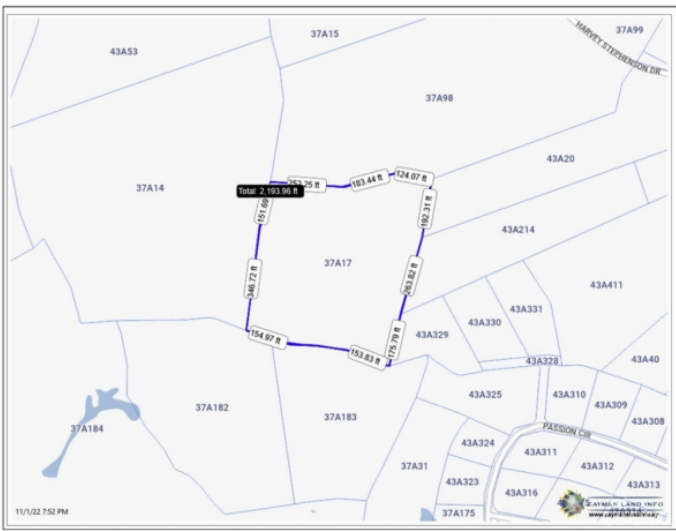 37A15
37A99
HARVEY STEPHENSON DR
43A53
37A98
43A20
124.07 ft
183.44 ft
Total: 2,193.96 ft
37A14
151.69
192.31 ft
43A214
37A17
263.82 ft
346.72 ft
43A411
43A331
43A330
43A329
154.97 ft
153.83 ft
175.79 ft
43A328
43A40
43A325
43A310
43A309
43A308
37A182
37A183
37A184
PASSION CIR
43A324
43A311
43A312
37A31
43A323
43A313
43A316
37A175
CAYMAN LAND INFO
www.caymanlandinfo.ky
11/1/22 7:52 PM